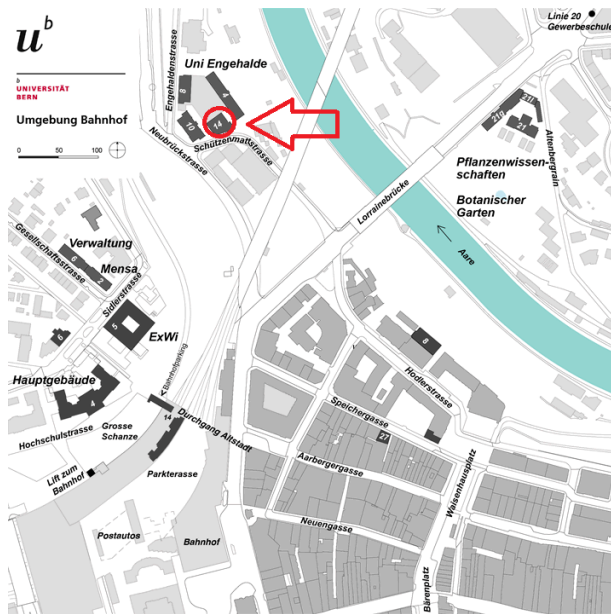 u^b
b
UNIVERSITÄT
BERN
Umgebung Bahnhof
0 50 100
Linie 20
Gewerbeschule
Uni Engehalde
Engehaldenstrasse
8
4
10
14
Schützenmattstrasse
Neubrückstrasse
21g
21l
21
Altenbergrain
Pflanzenwissen-
schaften
Botanischer
Garten
Lorrainebrücke
Aare
Gesellschaftsstrasse
Verwaltung
6
2
Mensa
Sidlerstrasse
5
ExWi
6
Hauptgebäude
4
Bahnhofparking
Hochschulstrasse
Grosse
Schanze
14
Durchgang Altstadt
Lift zum
Bahnhof
Parkterasse
Postautos
Bahnhof
8
Hodlerstrasse
Speichergasse
27
Aarbergergasse
Neuengasse
Waisenhausplatz
Bärenplatz